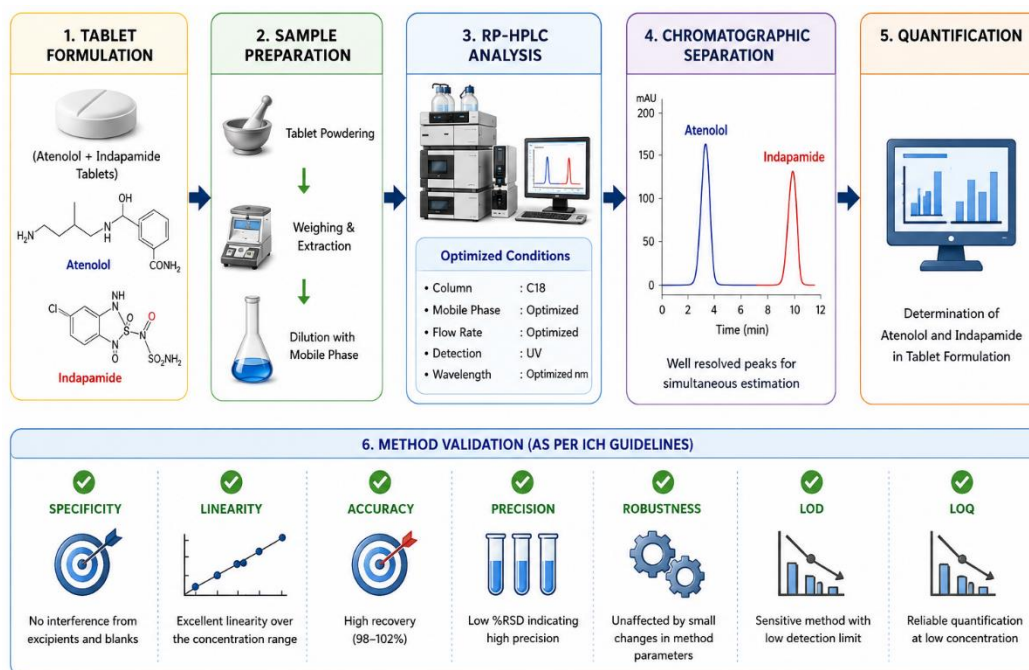 1. TABLET
FORMULATION
(Atenolol + Indapamide
Tablets)
OH
H₂N
N
H
CONH₂
Atenolol
Cl
NH
O
S
O₂
N
O
N
O
SO₂NH₂
Indapamide
2. SAMPLE
PREPARATION
Tablet Powdering
Weighing &
Extraction
Dilution with
Mobile Phase
3. RP-HPLC
ANALYSIS
Optimized Conditions
• Column : C18
• Mobile Phase : Optimized
• Flow Rate : Optimized
• Detection : UV
• Wavelength : Optimized nm
4. CHROMATOGRAPHIC
SEPARATION
mAU
200
150
100
50
0
Atenolol
Indapamide
0 2 4 6 8 10 12
Time (min)
Well resolved peaks for
simultaneous estimation
5. QUANTIFICATION
Determination of
Atenolol and Indapamide
in Tablet Formulation
6. METHOD VALIDATION (AS PER ICH GUIDELINES)
SPECIFICITY
No interference from
excipients and blanks
LINEARITY
Excellent linearity over
the concentration range
ACCURACY
High recovery
(98–102%)
PRECISION
Low %RSD indicating
high precision
ROBUSTNESS
Unaffected by small
changes in method
parameters
LOD
Sensitive method with
low detection limit
LOQ
Reliable quantification
at low concentration